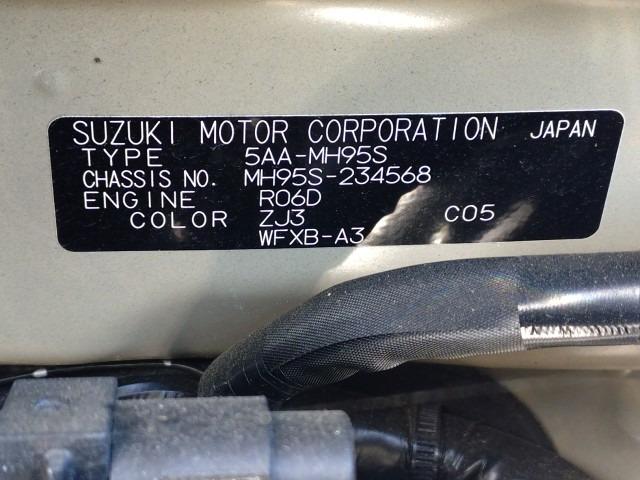 SUZUKI MOTOR CORPORATION JAPAN
TYPE 5AA-MH95S
CHASSIS NO. MH95S-234568
ENGINE R06D
COLOR ZJ3 C05
WFXB-A3